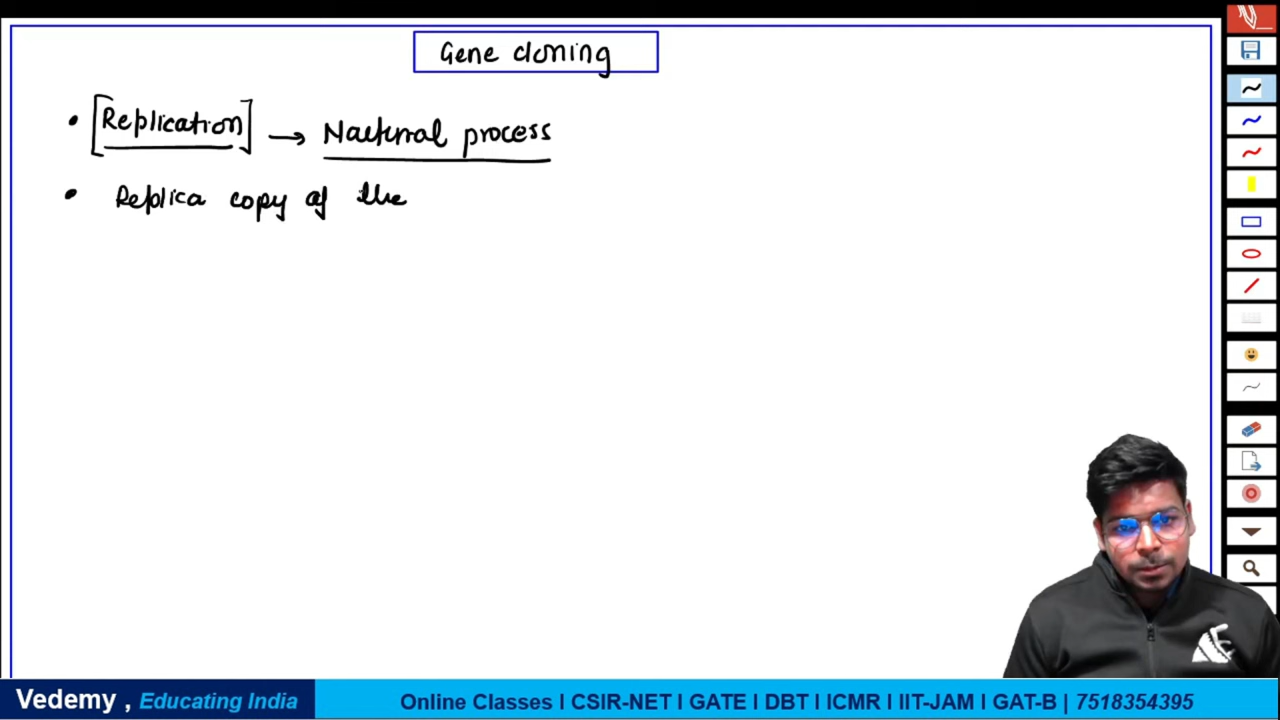 Gene cloning
• [Replication] → Natural process
• Replica copy of the
Vedemy , Educating India
Online Classes I CSIR-NET I GATE I DBT I ICMR I IIT-JAM I GAT-B | 7518354395